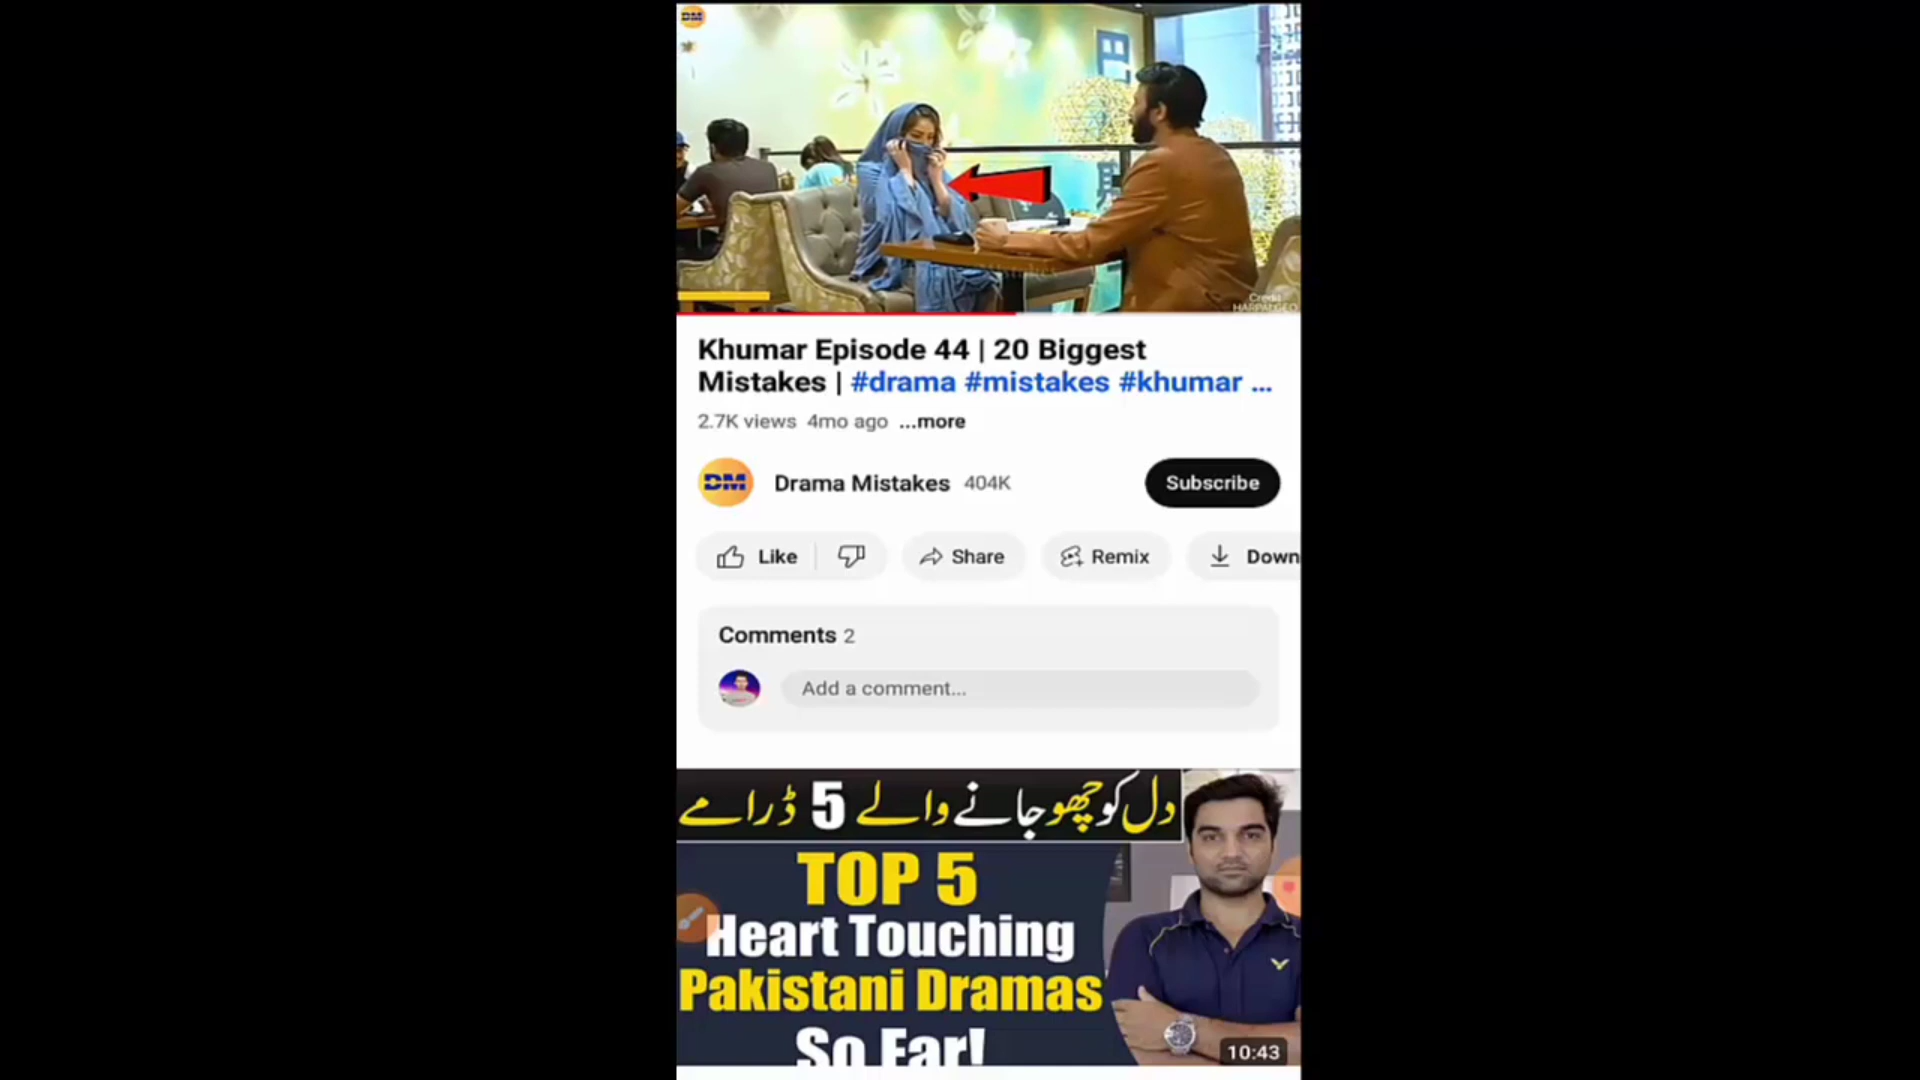 DM
Credit
HARPALGEO
Khumar Episode 44 | 20 Biggest
Mistakes | #drama #mistakes #khumar ...
2.7K views 4mo ago ...more
DM
Drama Mistakes 404K
Subscribe
Like
Share
Remix
Down
Comments 2
Add a comment...
دل کو چھو جانے والے 5 ڈرامے
TOP 5
Heart Touching
Pakistani Dramas
So Far!
10:43